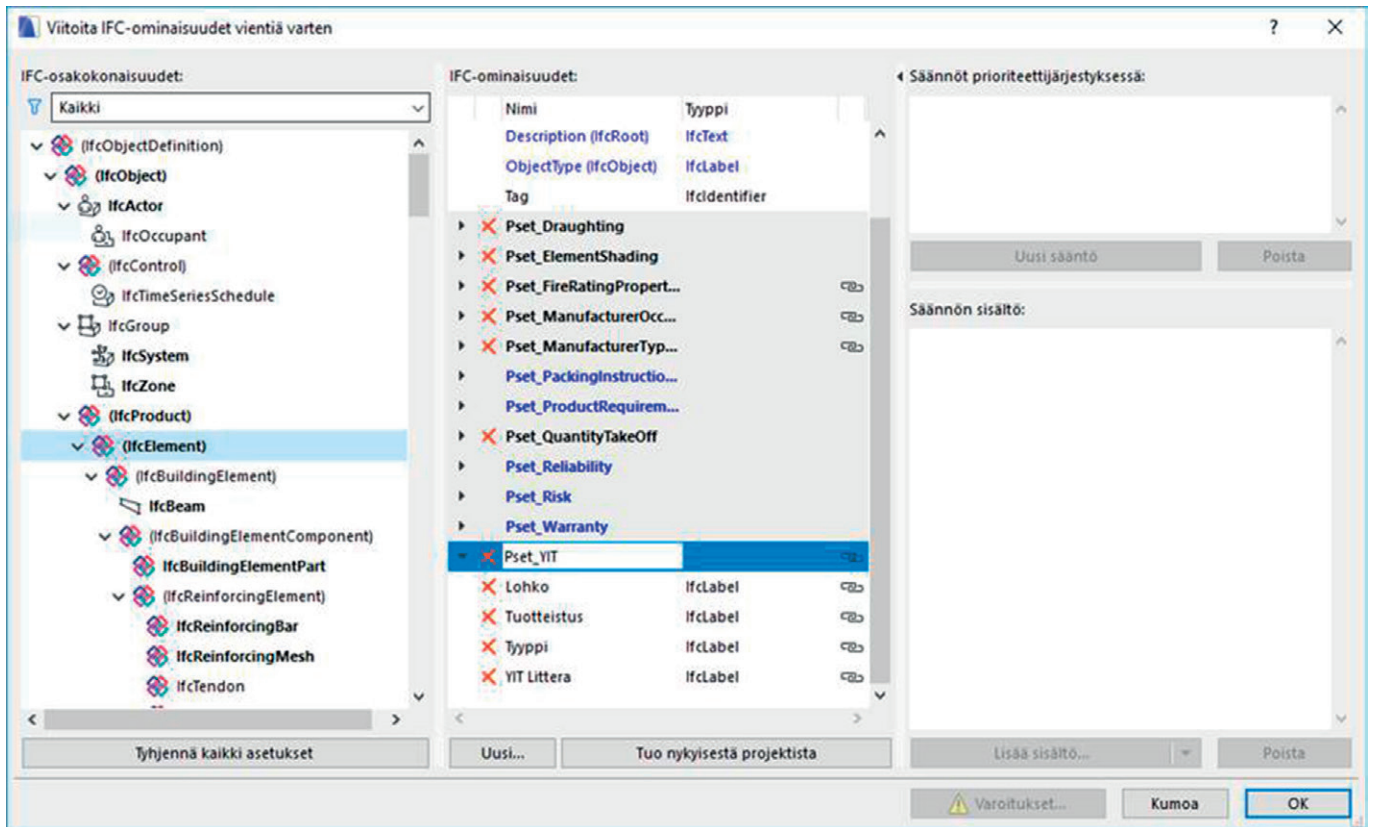 Viitoita IFC-ominaisuudet vientiä varten
?
IFC-osakokonaisuudet:
Kaikki
(IfcObjectDefinition)
(IfcObject)
IfcActor
IfcOccupant
(IfcControl)
IfcTimeSeriesSchedule
IfcGroup
IfcSystem
IfcZone
(IfcProduct)
(IfcElement)
(IfcBuildingElement)
IfcBeam
(IfcBuildingElementComponent)
IfcBuildingElementPart
(IfcReinforcingElement)
IfcReinforcingBar
IfcReinforcingMesh
IfcTendon
Tyhjennä kaikki asetukset
IFC-ominaisuudet:
Nimi Tyyppi
Description (IfcRoot) IfcText
ObjectType (IfcObject) IfcLabel
Tag IfcIdentifier
Pset_Draughting
Pset_ElementShading
Pset_FireRatingPropert...
Pset_ManufacturerOcc...
Pset_ManufacturerTyp...
Pset_PackingInstructio...
Pset_ProductRequirem...
Pset_QuantityTakeOff
Pset_Reliability
Pset_Risk
Pset_Warranty
Pset_YIT
Lohko IfcLabel
Tuotteistus IfcLabel
Tyyppi IfcLabel
YIT Littera IfcLabel
Uusi... Tuo nykyisestä projektista
Säännöt prioriteettijärjestyksessä:
Uusi sääntö Poista
Säännön sisältö:
Lisää sisältö... Poista
Varoitukset... Kumoa OK